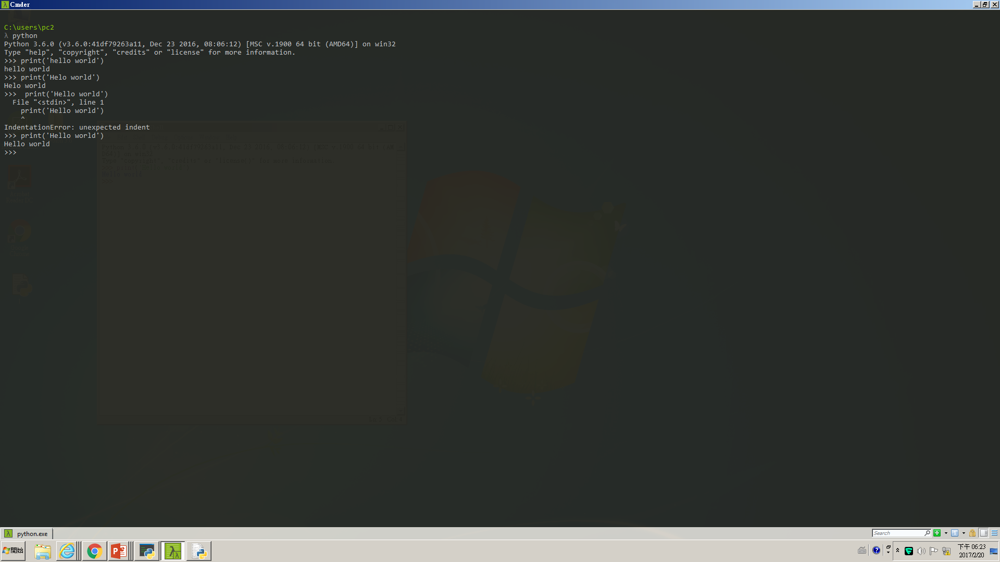 Cmder
C:\users\pc2
λ python
Python 3.6.0 (v3.6.0:41df79263a11, Dec 23 2016, 08:06:12) [MSC v.1900 64 bit (AMD64)] on win32
Type "help", "copyright", "credits" or "license" for more information.
>>> print('hello world')
hello world
>>> print('Helo world')
Helo world
>>>  print('Hello world')
  File "<stdin>", line 1
    print('Hello world')
    ^
IndentationError: unexpected indent
>>> print('Hello world')
Hello world
>>>
python.exe
Search
開始
下午 06:23
2017/2/20